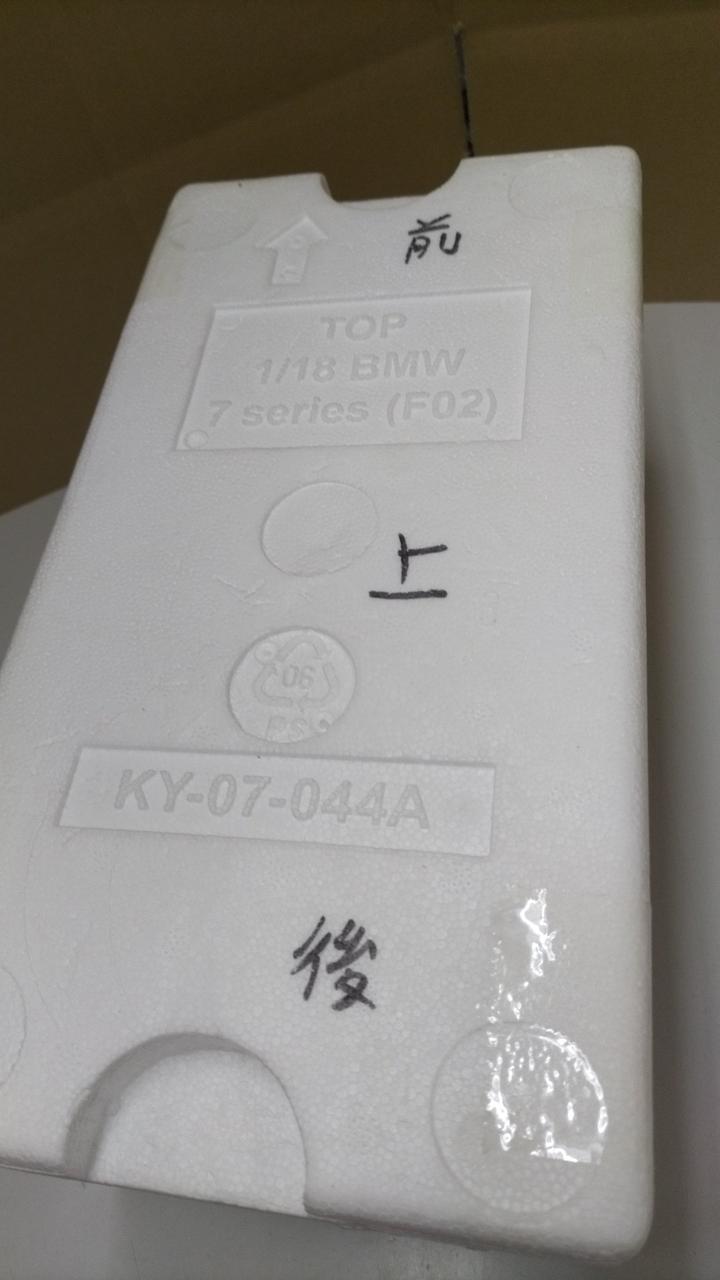 前
TOP
1/18 BMW
7 series (F02)
上
06
PS
KY-07-044A
後